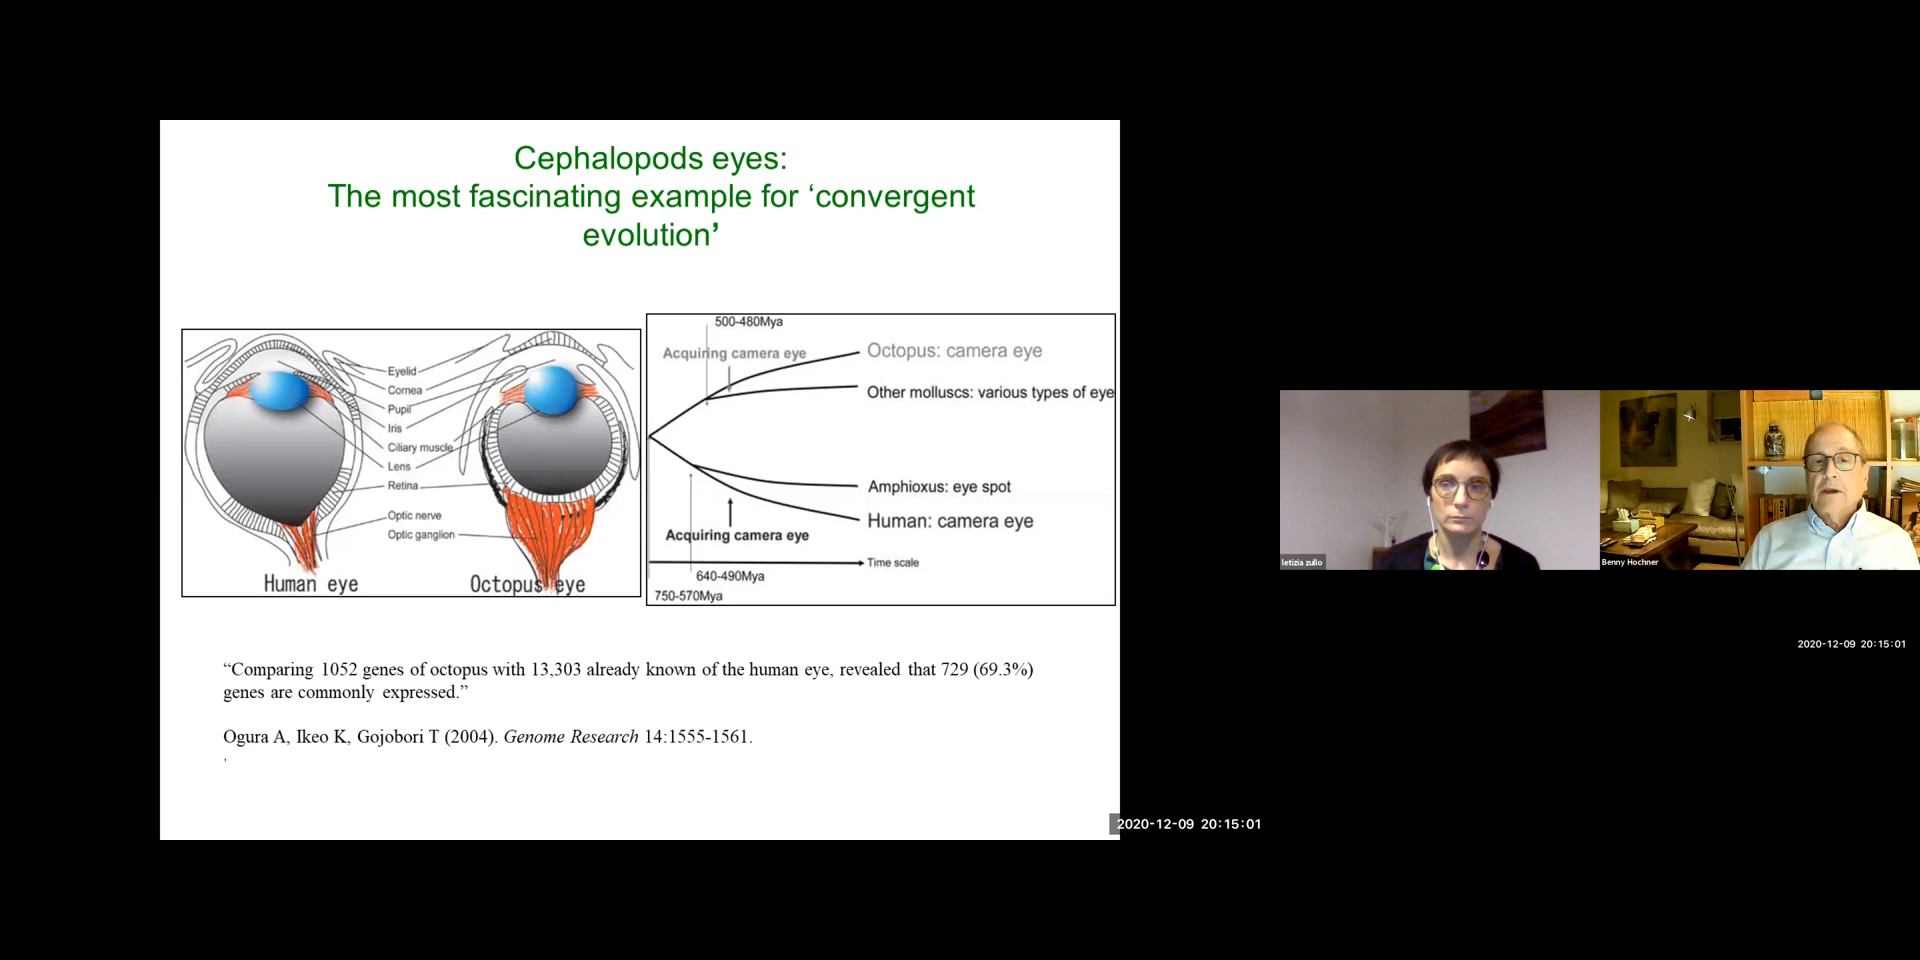 Cephalopods eyes:
The most fascinating example for ‘convergent
evolution’
Eyelid
Cornea
Pupil
Iris
Ciliary muscle
Lens
Retina
Optic nerve
Optic ganglion
Human eye
Octopus eye
500-480Mya
Acquiring camera eye
Octopus: camera eye
Other molluscs: various types of eye
Amphioxus: eye spot
Human: camera eye
Acquiring camera eye
Time scale
640-490Mya
750-570Mya
“Comparing 1052 genes of octopus with 13,303 already known of the human eye, revealed that 729 (69.3%)
genes are commonly expressed.”
Ogura A, Ikeo K, Gojobori T (2004). Genome Research 14:1555-1561.
,
2020-12-09 20:15:01
letizia zullo
Benny Hochner
2020-12-09 20:15:01